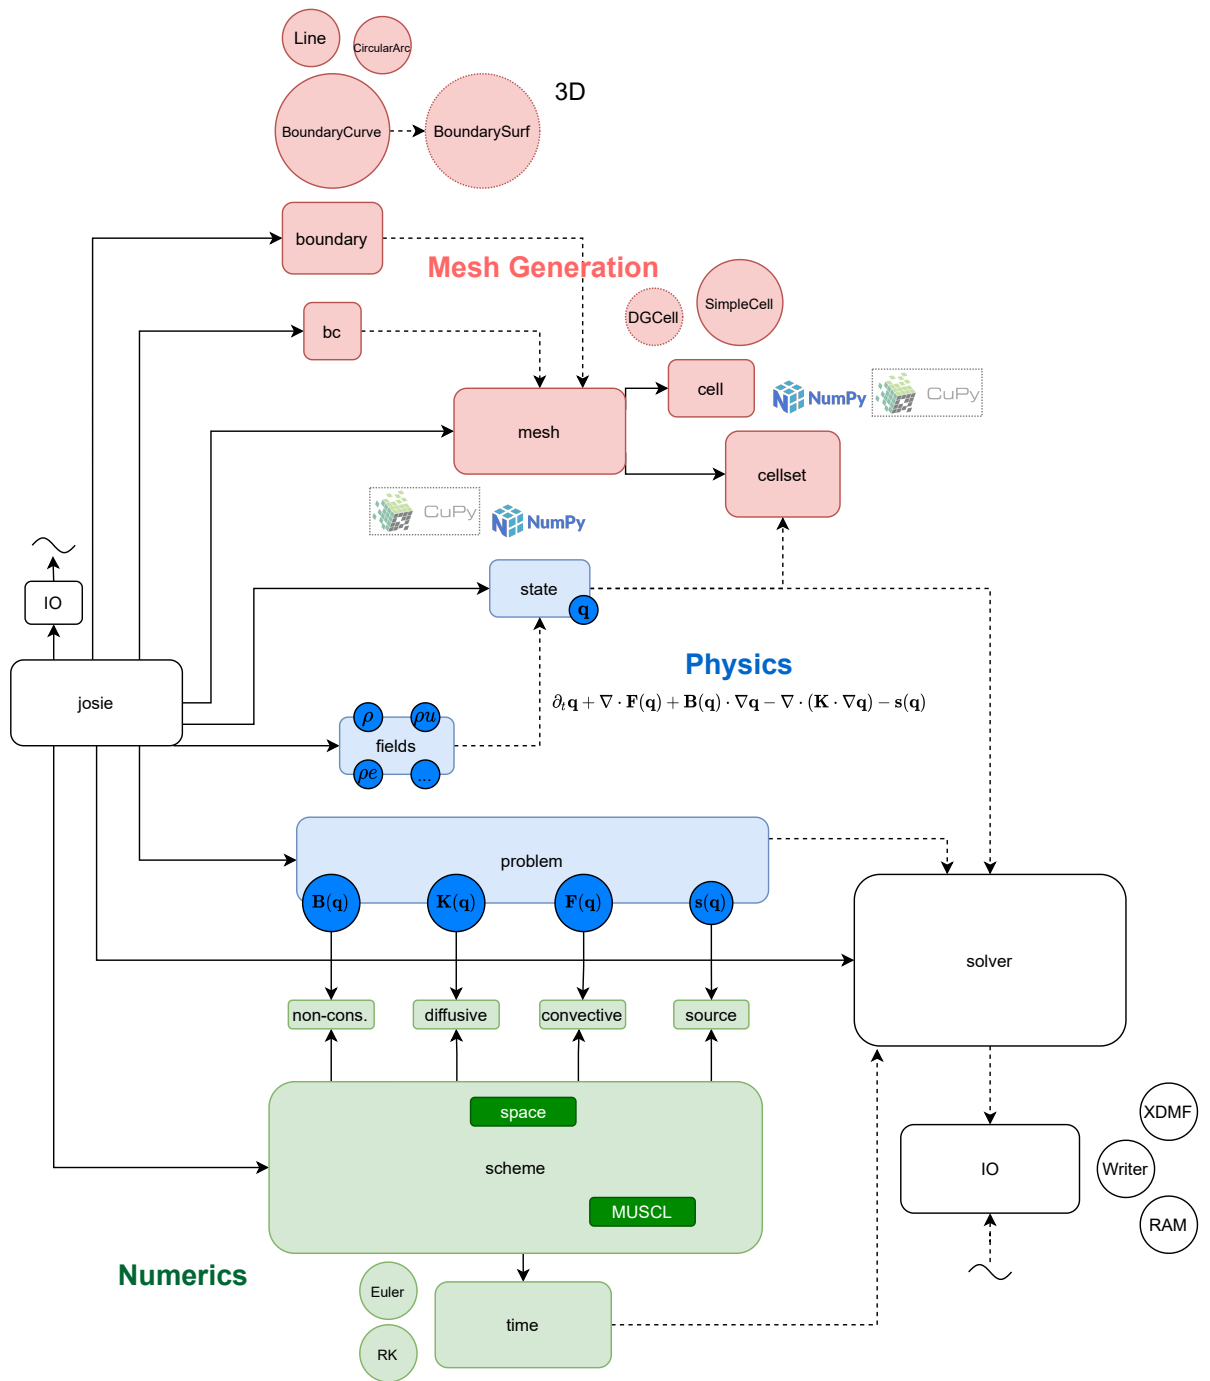 Line
CircularArc
3D
BoundaryCurve
BoundarySurf
boundary
Mesh Generation
SimpleCell
DGCell
bc
cell
NumPy
CuPy
mesh
cellset
CuPy
NumPy
state
IO
q
Physics
josie
∂ₜq + ∇ · F(q) + B(q) · ∇q − ∇ · (K · ∇q) − s(q)
ρ
ρu
fields
ρe
...
problem
B(q)
K(q)
F(q)
s(q)
solver
non-cons.
diffusive
convective
source
space
XDMF
scheme
IO
Writer
MUSCL
RAM
Numerics
Euler
time
RK